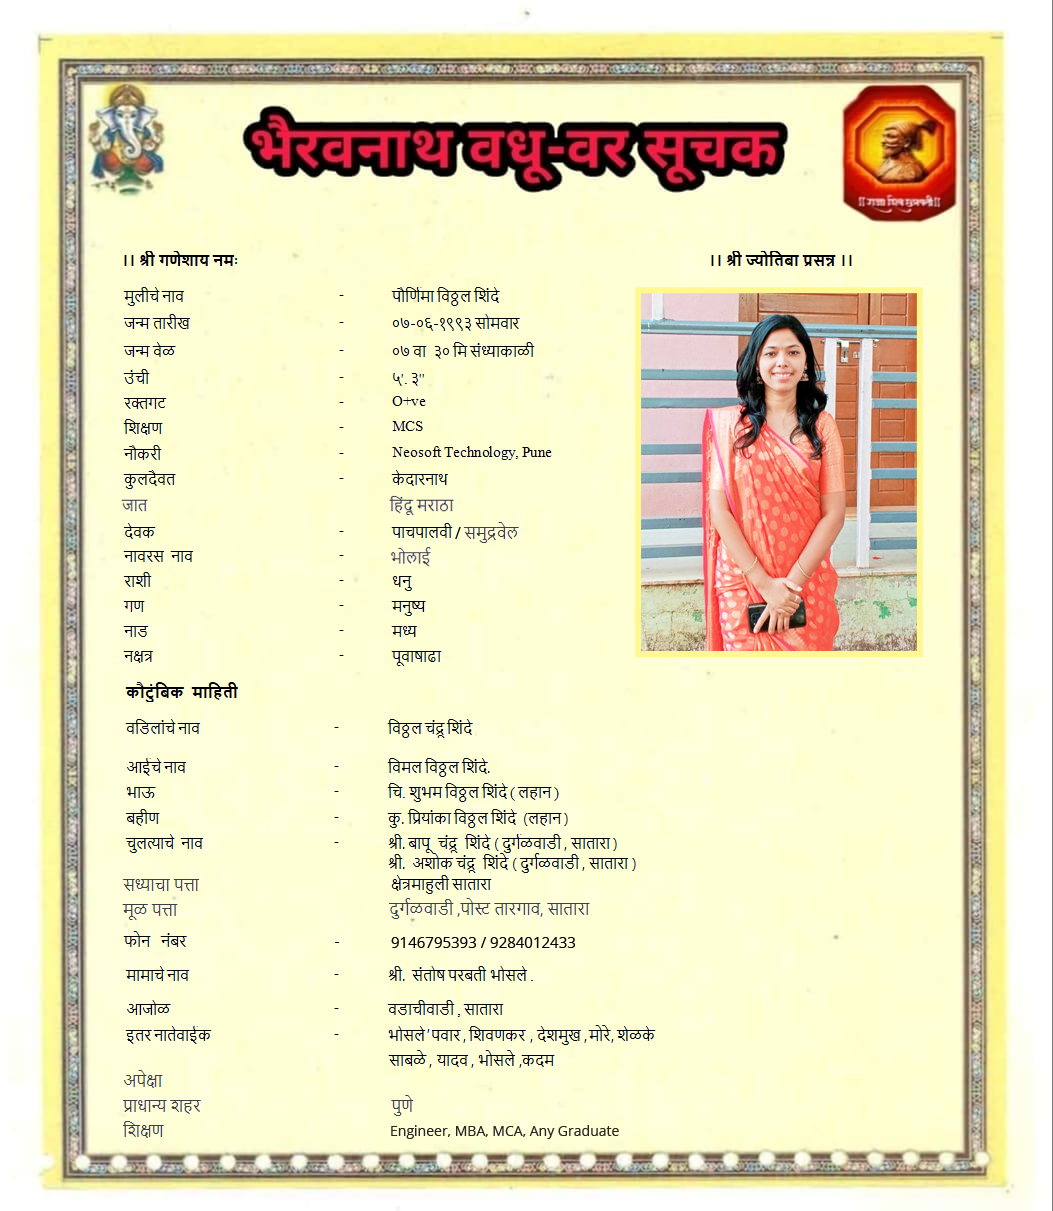 भैरवनाथ वधू-वर सूचक
।। श्री गणेशाय नमः
।। श्री ज्योतिबा प्रसन्न ।।
मुलीचे नाव - पौर्णिमा विठ्ठल शिंदे
जन्म तारीख - ०७-०६-१९९३ सोमवार
जन्म वेळ - ०७ वा ३० मि संध्याकाळी
उंची - ५'. ३"
रक्तगट - O+ve
शिक्षण - MCS
नौकरी - Neosoft Technology, Pune
कुलदैवत - केदारनाथ
जात हिंदू मराठा
देवक - पाचपालवी / समुद्रवेल
नावरस नाव - भोलाई
राशी - धनु
गण - मनुष्य
नाड - मध्य
नक्षत्र - पूवाषाढा
कौटुंबिक माहिती
वडिलांचे नाव - विठ्ठल चंद्रू शिंदे
आईचे नाव - विमल विठ्ठल शिंदे.
भाऊ - चि. शुभम विठ्ठल शिंदे ( लहान )
बहीण - कु. प्रियांका विठ्ठल शिंदे (लहान )
चुलत्याचे नाव - श्री. बापू चंद्रू शिंदे ( दुर्गळवाडी , सातारा )
श्री. अशोक चंद्रू शिंदे ( दुर्गळवाडी , सातारा )
सध्याचा पत्ता क्षेत्रमाहुली सातारा
मूळ पत्ता दुर्गळवाडी ,पोस्ट तारगाव, सातारा
फोन नंबर - 9146795393 / 9284012433
मामाचे नाव - श्री. संतोष परबती भोसले .
आजोळ - वडाचीवाडी , सातारा
इतर नातेवाईक - भोसले'पवार , शिवणकर , देशमुख ,मोरे, शेळके
साबळे , यादव , भोसले ,कदम
अपेक्षा
प्राधान्य शहर पुणे
शिक्षण Engineer, MBA, MCA, Any Graduate